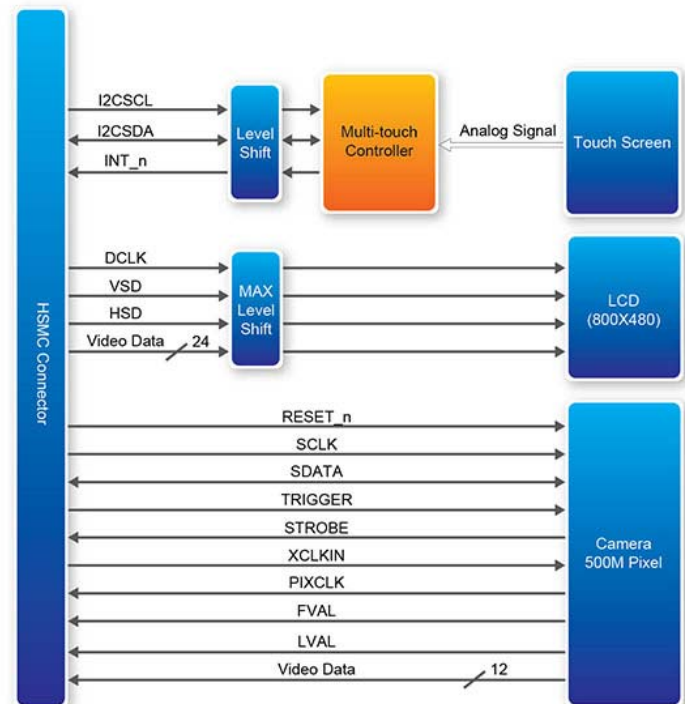 HSMC Connector
I2CSCL
I2CSDA
INT_n
Level
Shift
Multi-touch
Controller
Analog Signal
Touch Screen
DCLK
VSD
HSD
Video Data
24
MAX
Level
Shift
LCD
(800X480)
RESET_n
SCLK
SDATA
TRIGGER
STROBE
XCLKIN
PIXCLK
FVAL
LVAL
Video Data
12
Camera
500M Pixel